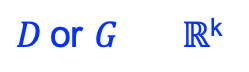 D or G ℝᵏ